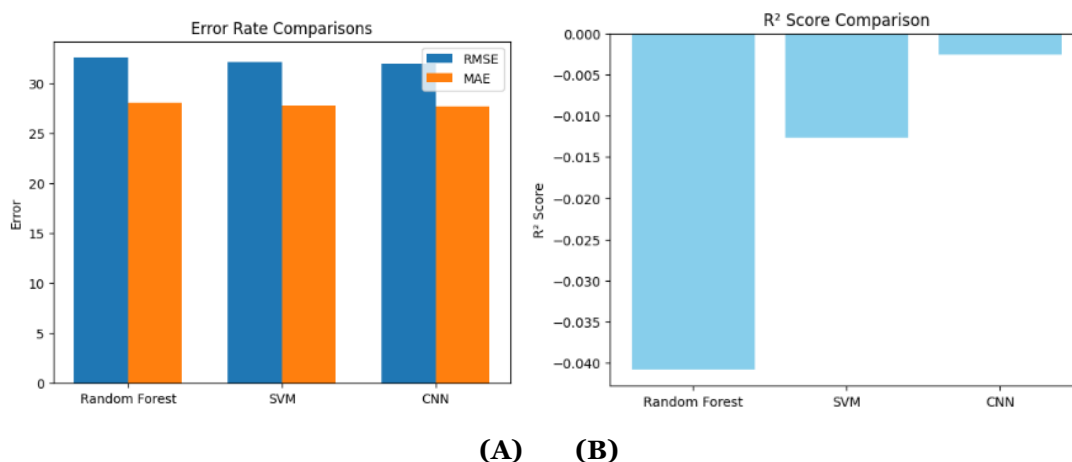 Error Rate Comparisons
RMSE
MAE
Error
30
25
20
15
10
5
0
Random Forest SVM CNN
R² Score Comparison
R² Score
0.000
−0.005
−0.010
−0.015
−0.020
−0.025
−0.030
−0.035
−0.040
Random Forest SVM CNN
(A) (B)